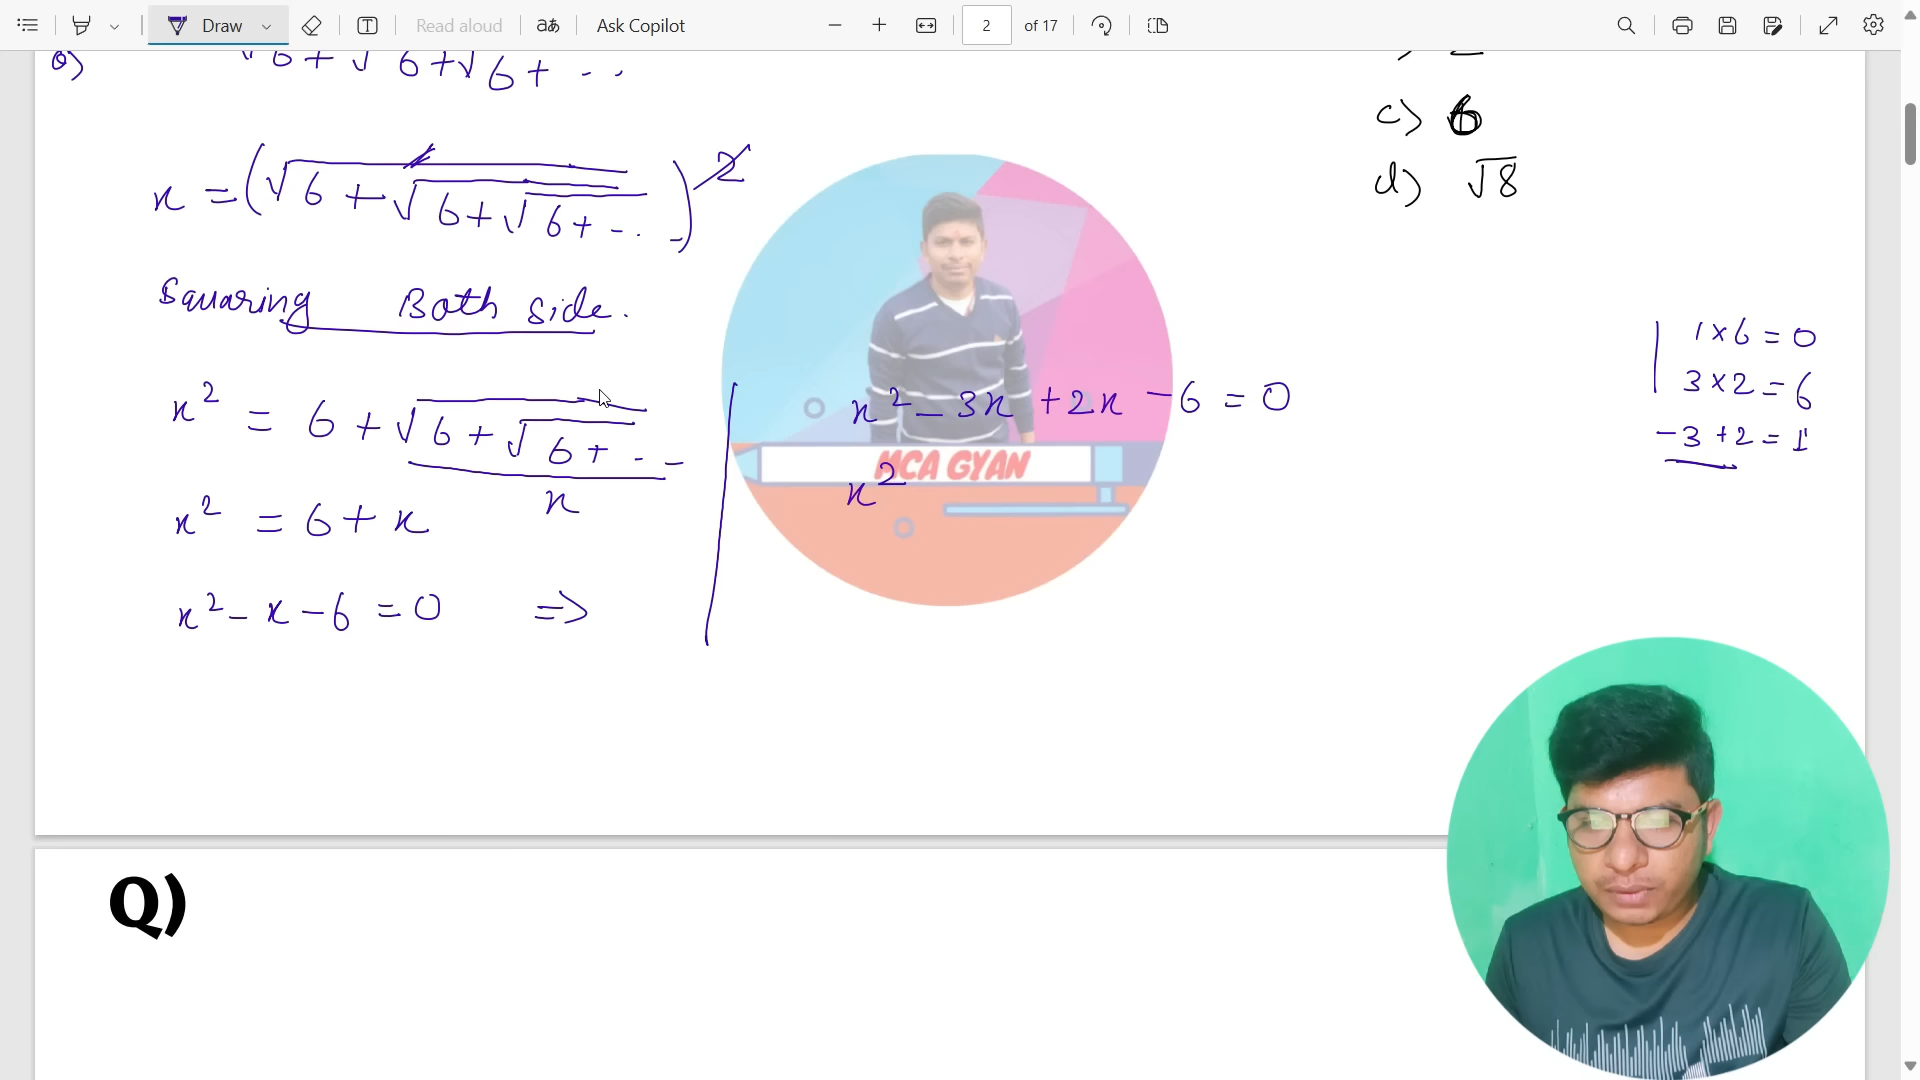 Draw Read aloud aあ Ask Copilot 2 of 17
Q) √6 + √6 + √6 + ...
c) 6
d) √8
x = (√6 + √6 + √6 + ... )2
Squaring Both side.
x2 = 6 + √6 + √6 + ...
x
x2 = 6 + x
x2 - x - 6 = 0 =>
x2 - 3x + 2x - 6 = 0
x2
MCA GYAN
1 x 6 = 0
3 x 2 = 6
-3 + 2 = 1
Q)